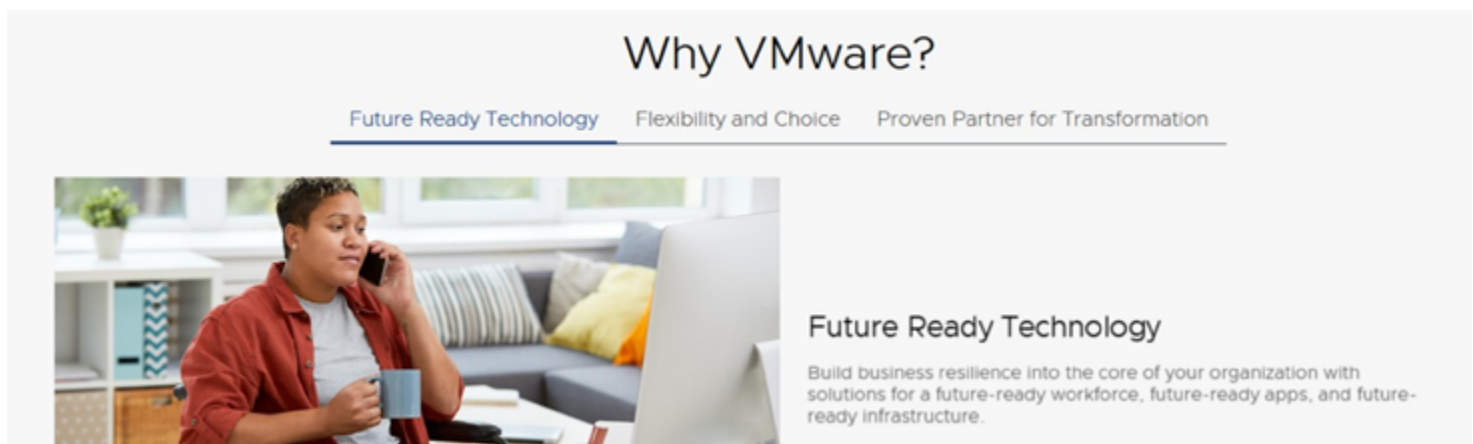 Why VMware?
Future Ready Technology Flexibility and Choice Proven Partner for Transformation
Future Ready Technology
Build business resilience into the core of your organization with
solutions for a future-ready workforce, future-ready apps, and future-
ready infrastructure.